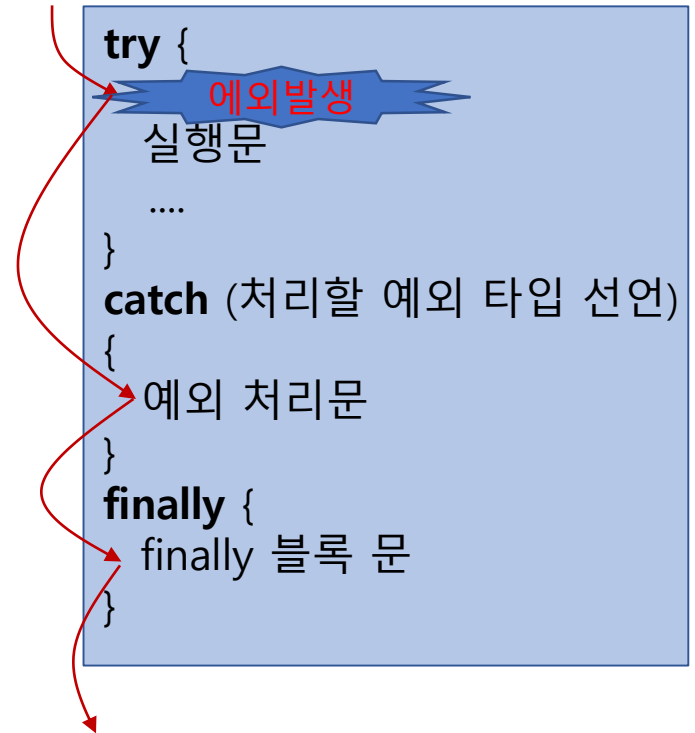 try {
에외발생
실행문
....
}
catch (처리할 예외 타입 선언)
{
예외 처리문
}
finally {
finally 블록 문
}